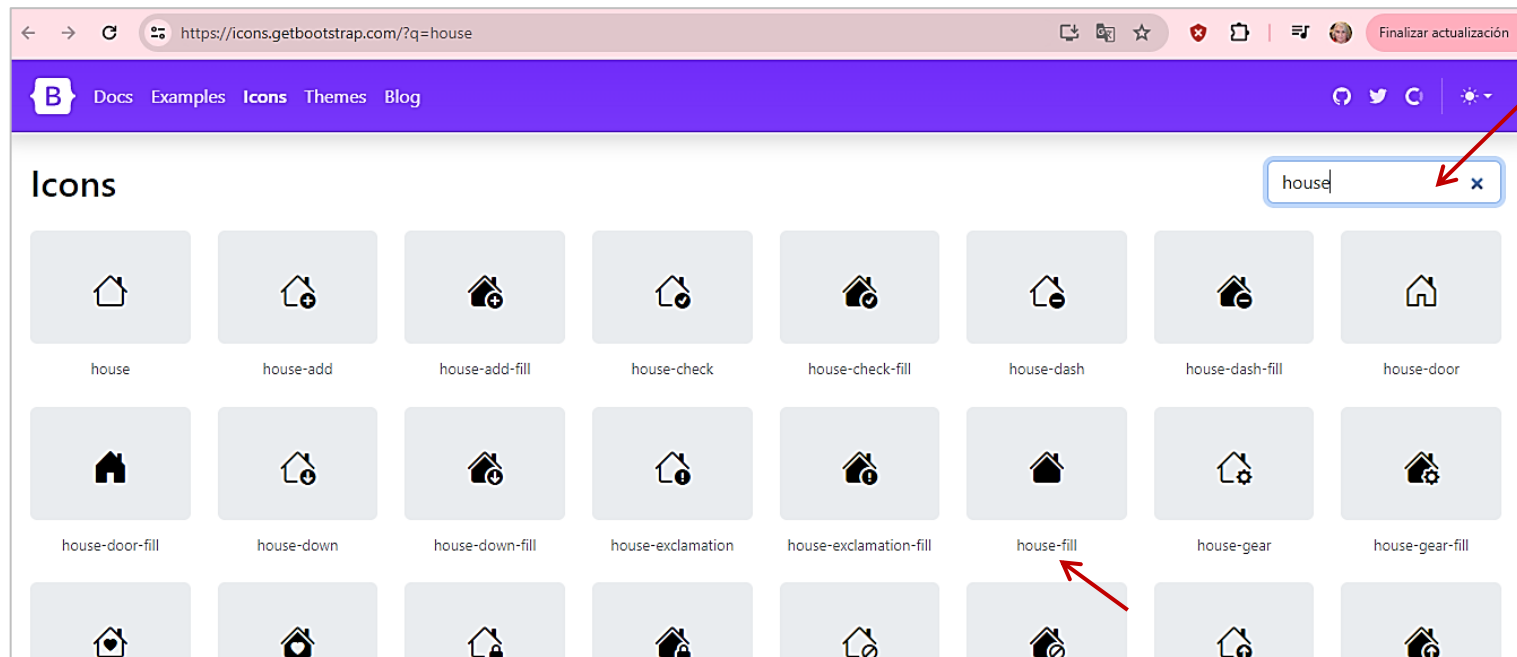 https://icons.getbootstrap.com/?q=house
Finalizar actualización
B Docs Examples Icons Themes Blog
Icons
house
house house-add house-add-fill house-check house-check-fill house-dash house-dash-fill house-door
house-door-fill house-down house-down-fill house-exclamation house-exclamation-fill house-fill house-gear house-gear-fill